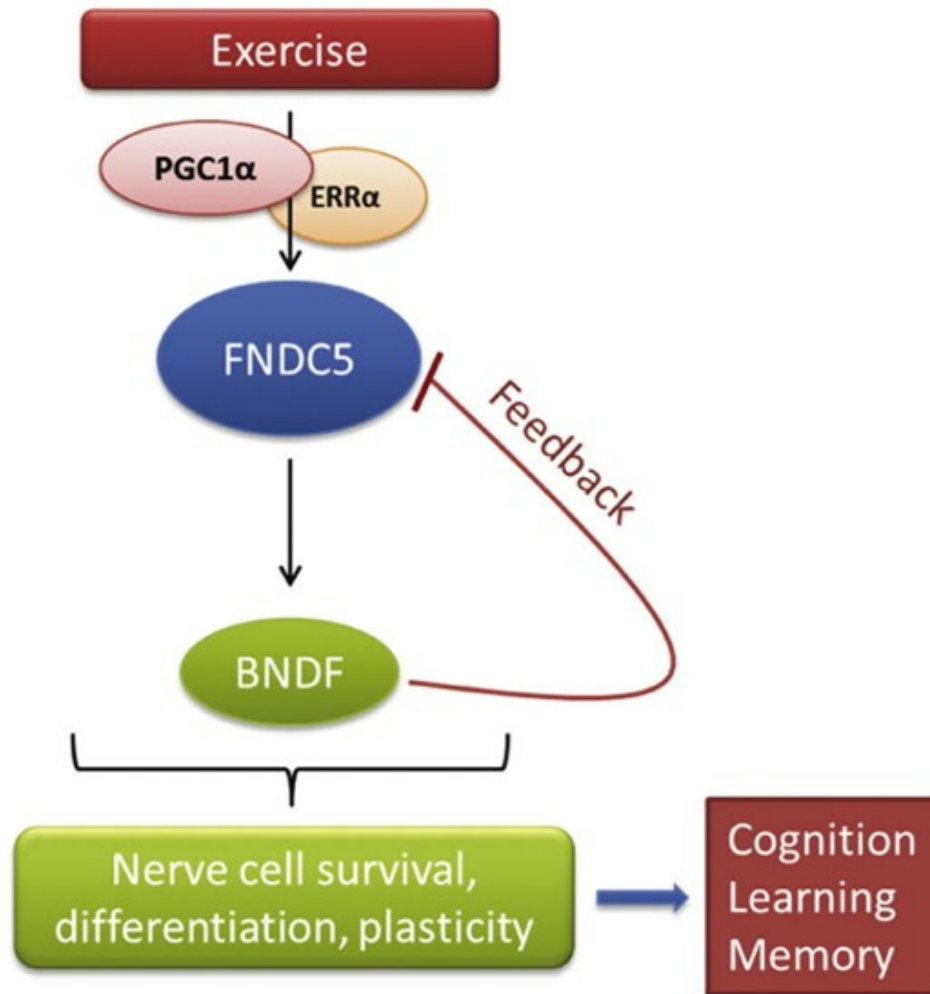 Exercise
PGC1α
ERRα
FNDC5
Feedback
BNDF
Nerve cell survival,
differentiation, plasticity
Cognition
Learning
Memory